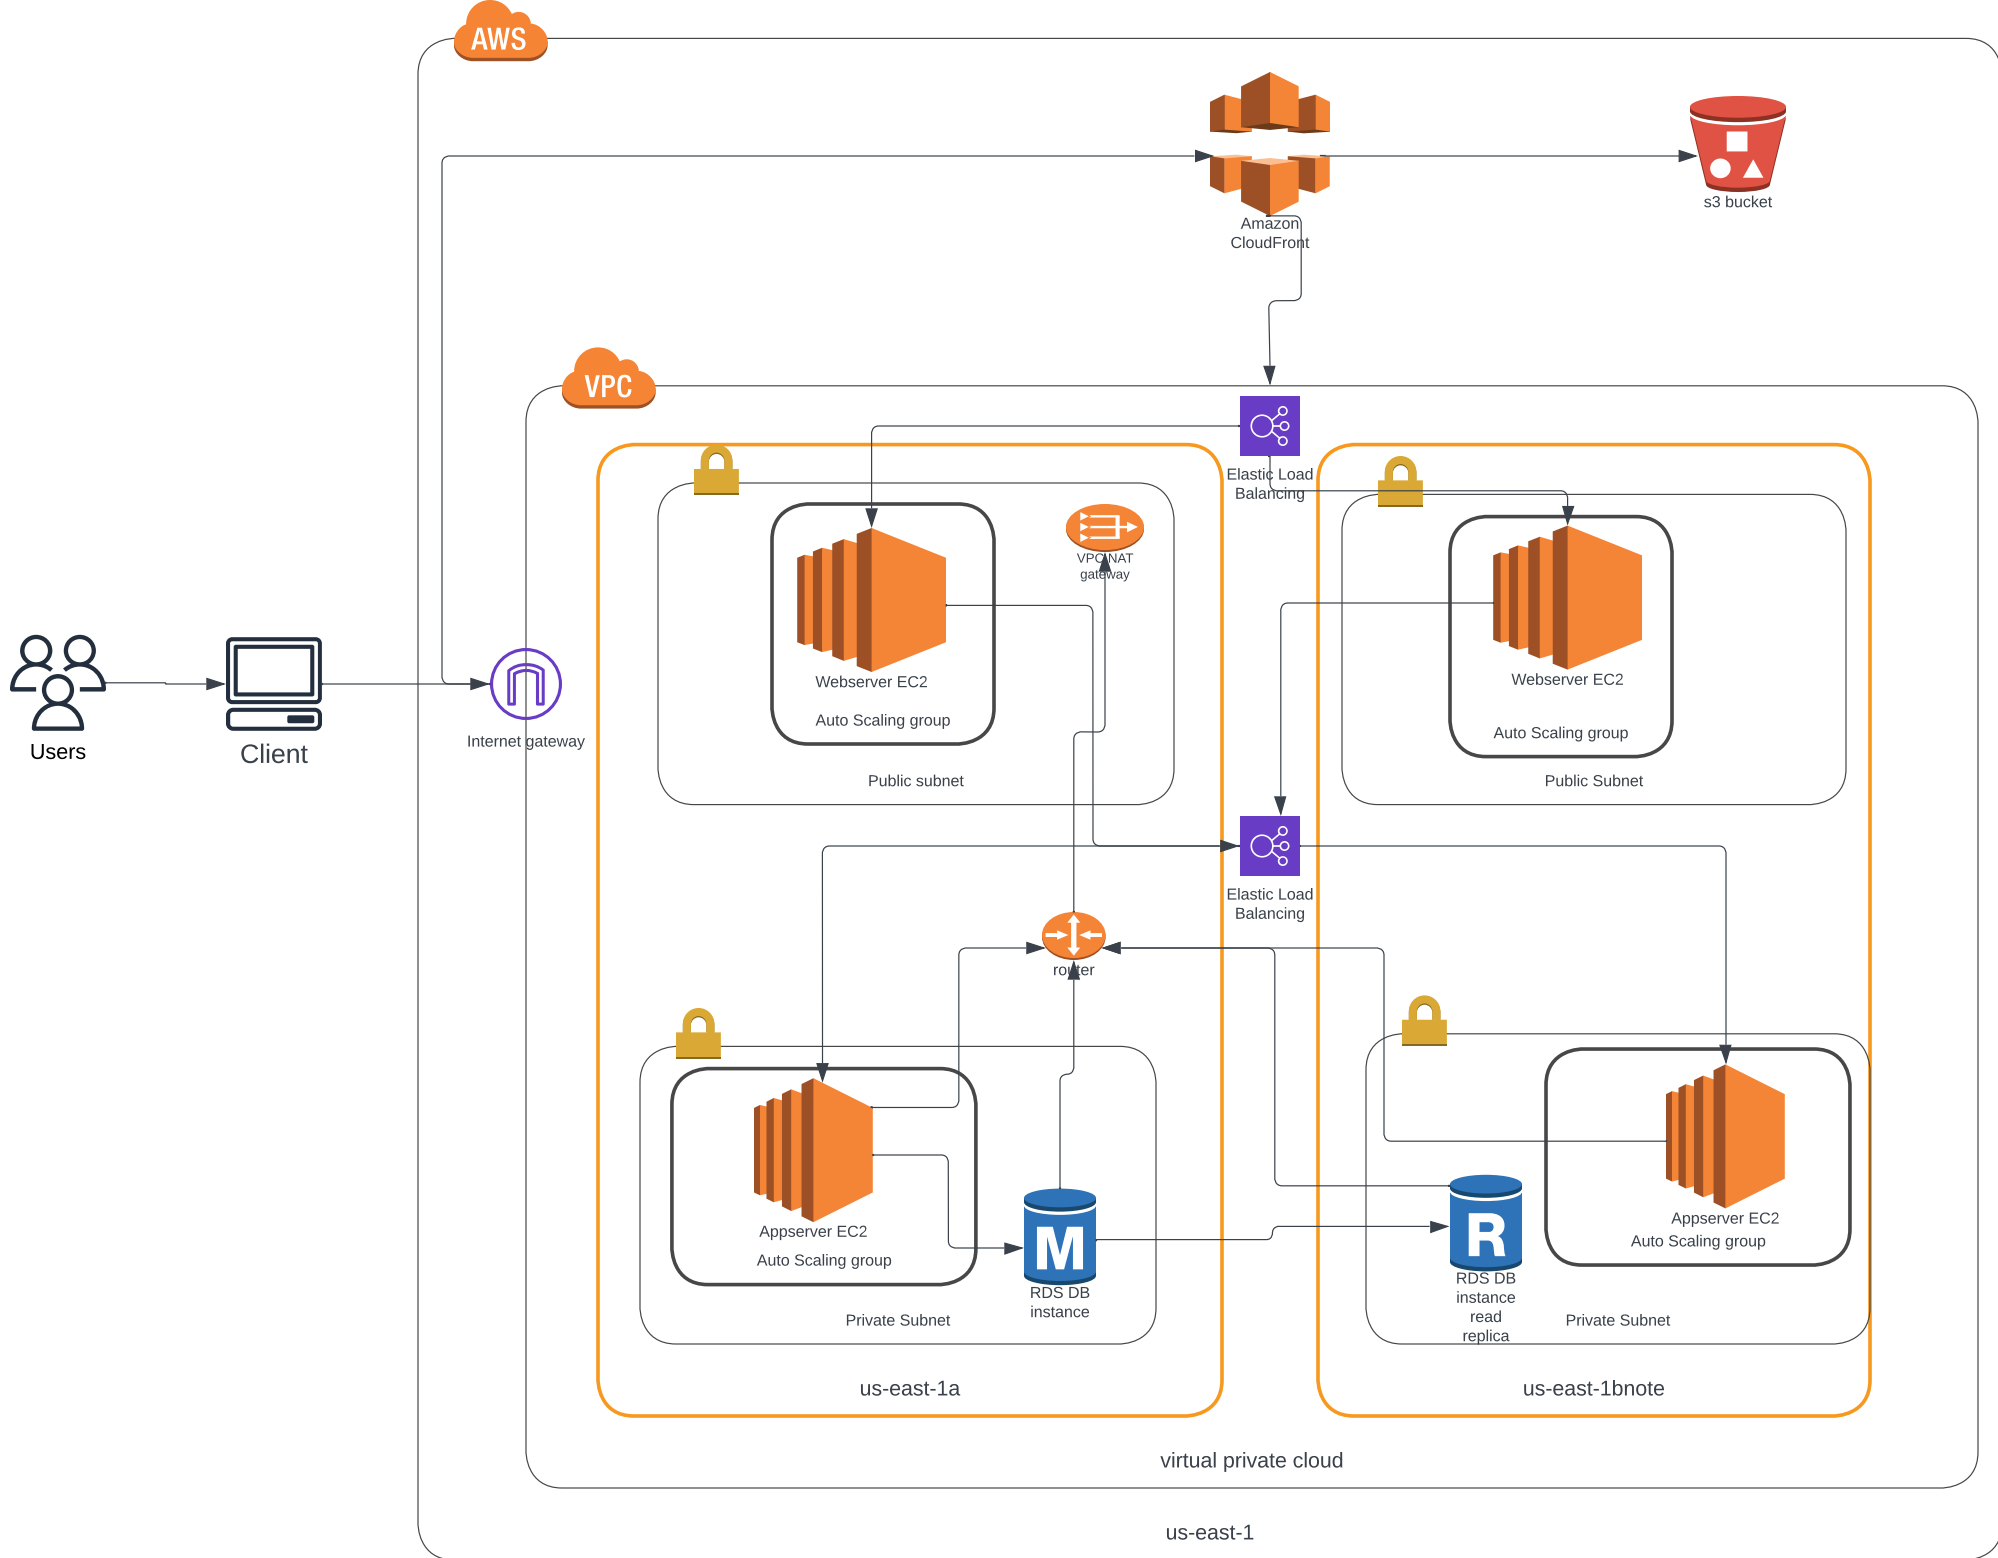 AWS
s3 bucket
Amazon
CloudFront
VPC
Elastic Load
Balancing
VPC NAT
gateway
Webserver EC2
Auto Scaling group
Public subnet
Webserver EC2
Auto Scaling group
Public Subnet
Users
Client
Internet gateway
Elastic Load
Balancing
router
Appserver EC2
Auto Scaling group
M
RDS DB
instance
Private Subnet
R
RDS DB
instance
read
replica
Appserver EC2
Auto Scaling group
Private Subnet
us-east-1a
us-east-1bnote
virtual private cloud
us-east-1